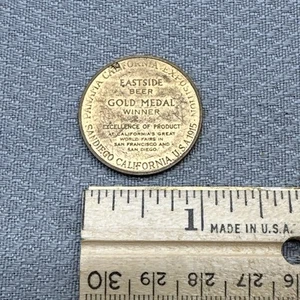 PANAMA CALIFORNIA EXPOSITION
EASTSIDE
BEER
GOLD MEDAL
WINNER
EXCELLENCE OF PRODUCT
AT CALIFORNIA'S GREAT
WORLD FAIRS IN
SAN FRANCISCO AND
SAN DIEGO
SAN DIEGO CALIFORNIA U.S.A. 1915
1
MADE IN U.S.A.
30 29 28 27 26